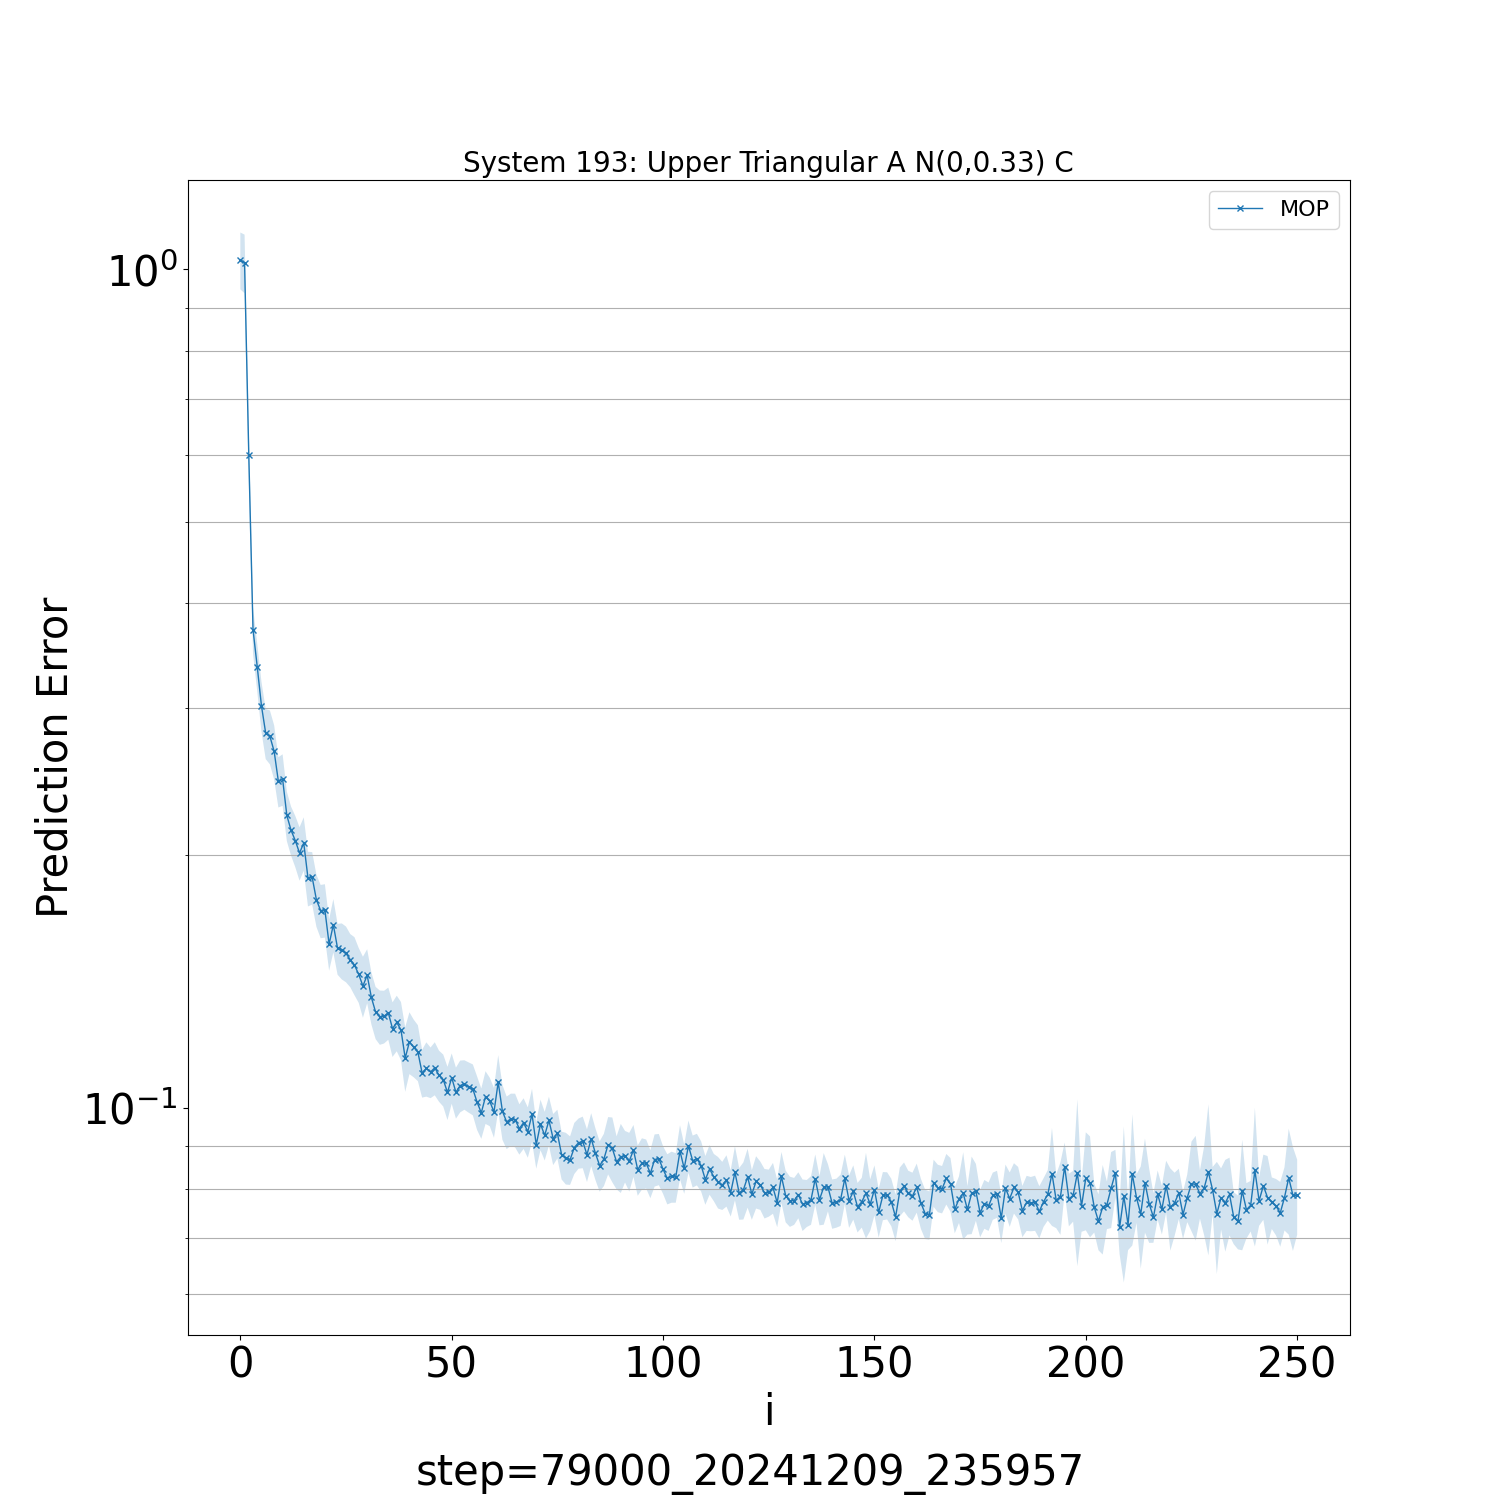 System 193: Upper Triangular A N(0,0.33) C
MOP
10⁰
10⁻¹
Prediction Error
0 50 100 150 200 250
i
step=79000_20241209_235957